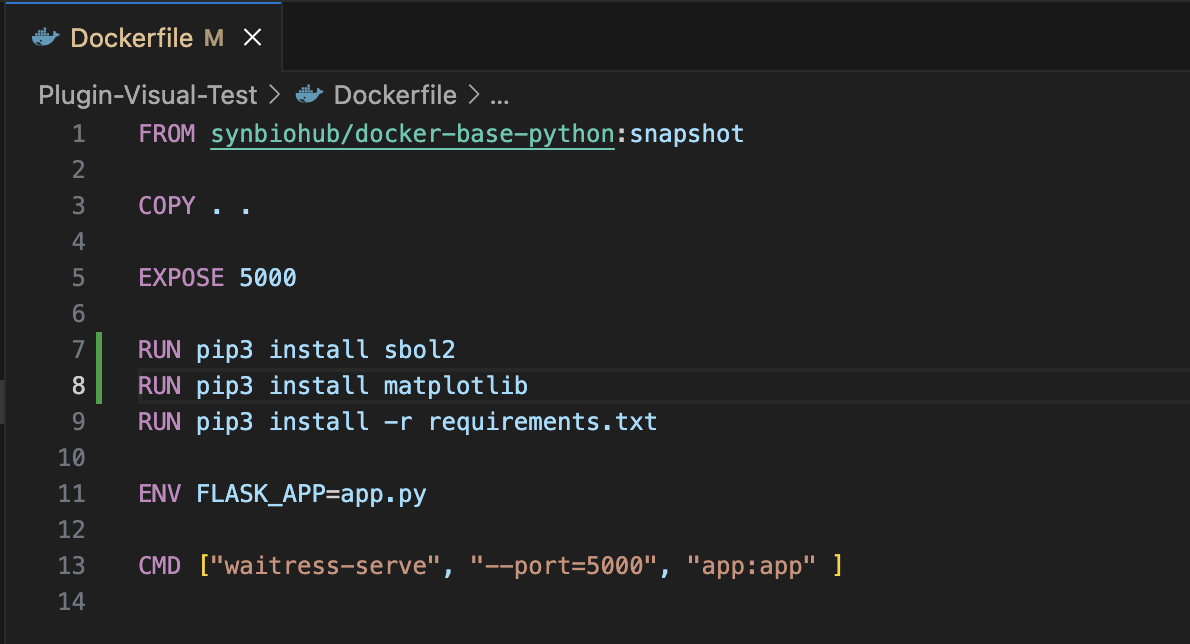 Dockerfile M ×
Plugin-Visual-Test > Dockerfile > ...
1 FROM synbiohub/docker-base-python:snapshot
2
3 COPY . .
4
5 EXPOSE 5000
6
7 RUN pip3 install sbol2
8 RUN pip3 install matplotlib
9 RUN pip3 install -r requirements.txt
10
11 ENV FLASK_APP=app.py
12
13 CMD ["waitress-serve", "--port=5000", "app:app" ]
14